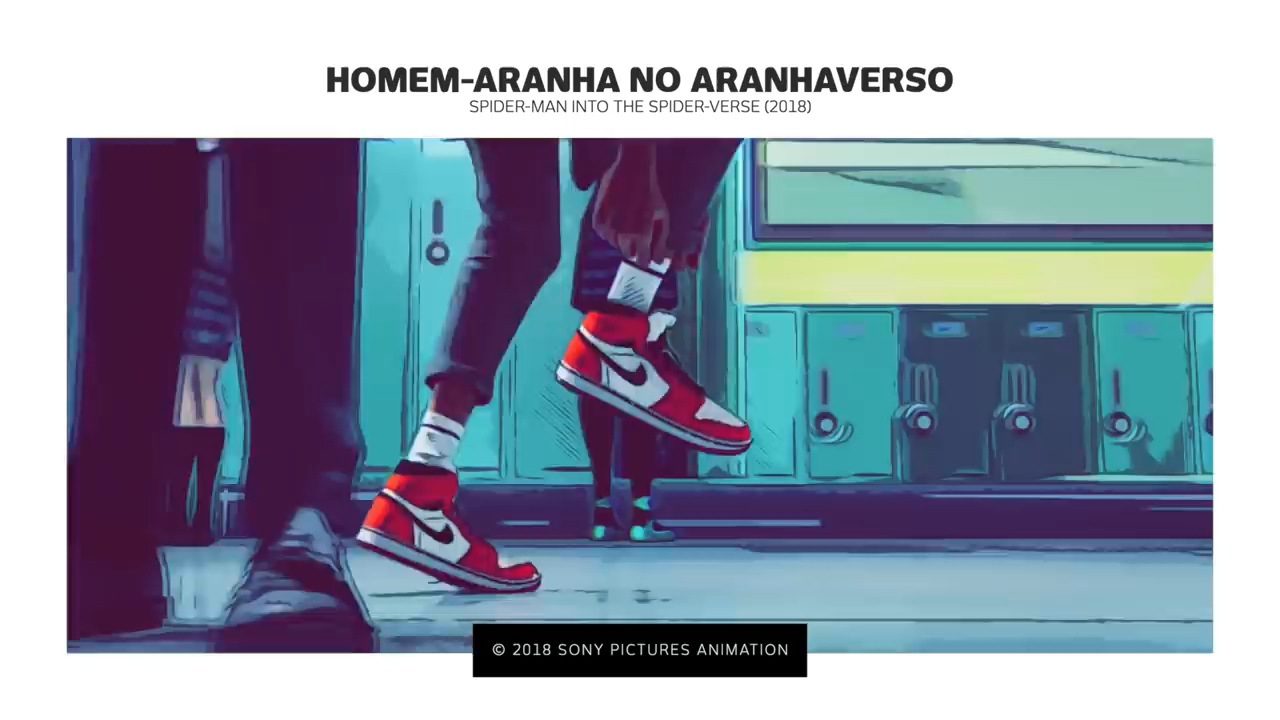 HOMEM-ARANHA NO ARANHAVERSO
SPIDER-MAN INTO THE SPIDER-VERSE (2018)
© 2018 SONY PICTURES ANIMATION